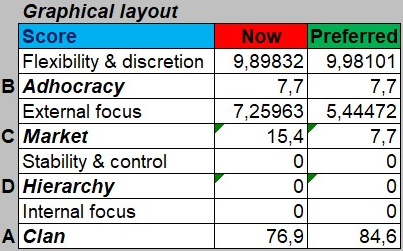 Graphical layout
Score Now Preferred
Flexibility & discretion 9,89832 9,98101
B Adhocracy 7,7 7,7
External focus 7,25963 5,44472
C Market 15,4 7,7
Stability & control 0 0
D Hierarchy 0 0
Internal focus 0 0
A Clan 76,9 84,6